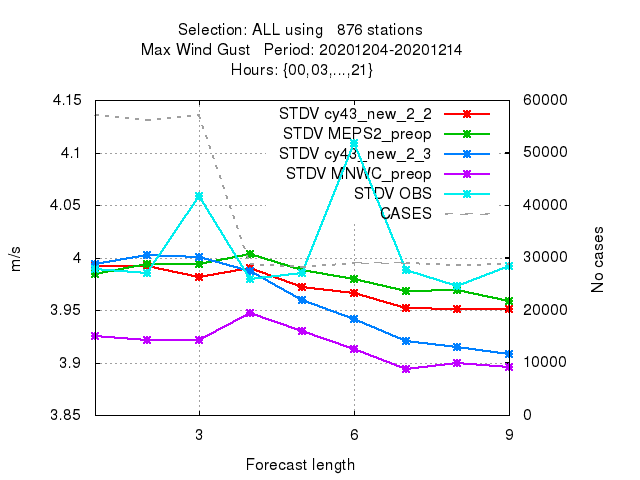 Selection: ALL using 876 stations
Max Wind Gust Period: 20201204-20201214
Hours: {00,03,...,21}
4.15
4.1
4.05
4
3.95
3.9
3.85
60000
50000
40000
30000
20000
10000
0
STDV cy43_new_2_2
STDV MEPS2_preop
STDV cy43_new_2_3
STDV MNWC_preop
STDV OBS
CASES
m/s
No cases
3
6
9
Forecast length